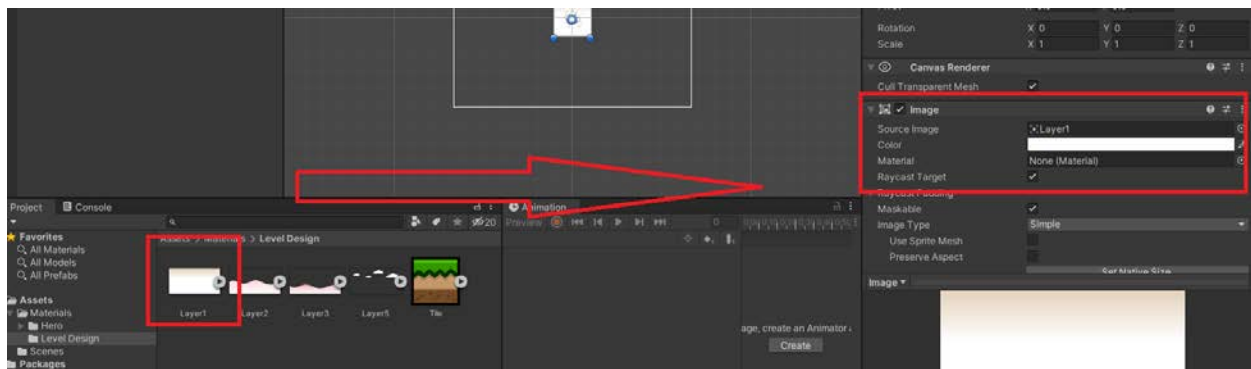 Rotation X 0 Y 0 Z 0
Scale X 1 Y 1 Z 1
Canvas Renderer
Cull Transparent Mesh
Image
Source Image Layer1
Color
Material None (Material)
Raycast Target
Raycast Padding
Maskable
Image Type Simple
Use Sprite Mesh
Preserve Aspect
Set Native Size
Image
Project Console
20
Favorites
All Materials
All Models
All Prefabs
Assets
Materials
Hero
Level Design
Scenes
Packages
Assets > Materials > Level Design
Layer1 Layer2 Layer3 Layer5 Tile
Animation
Preview 0
age, create an Animator
Create